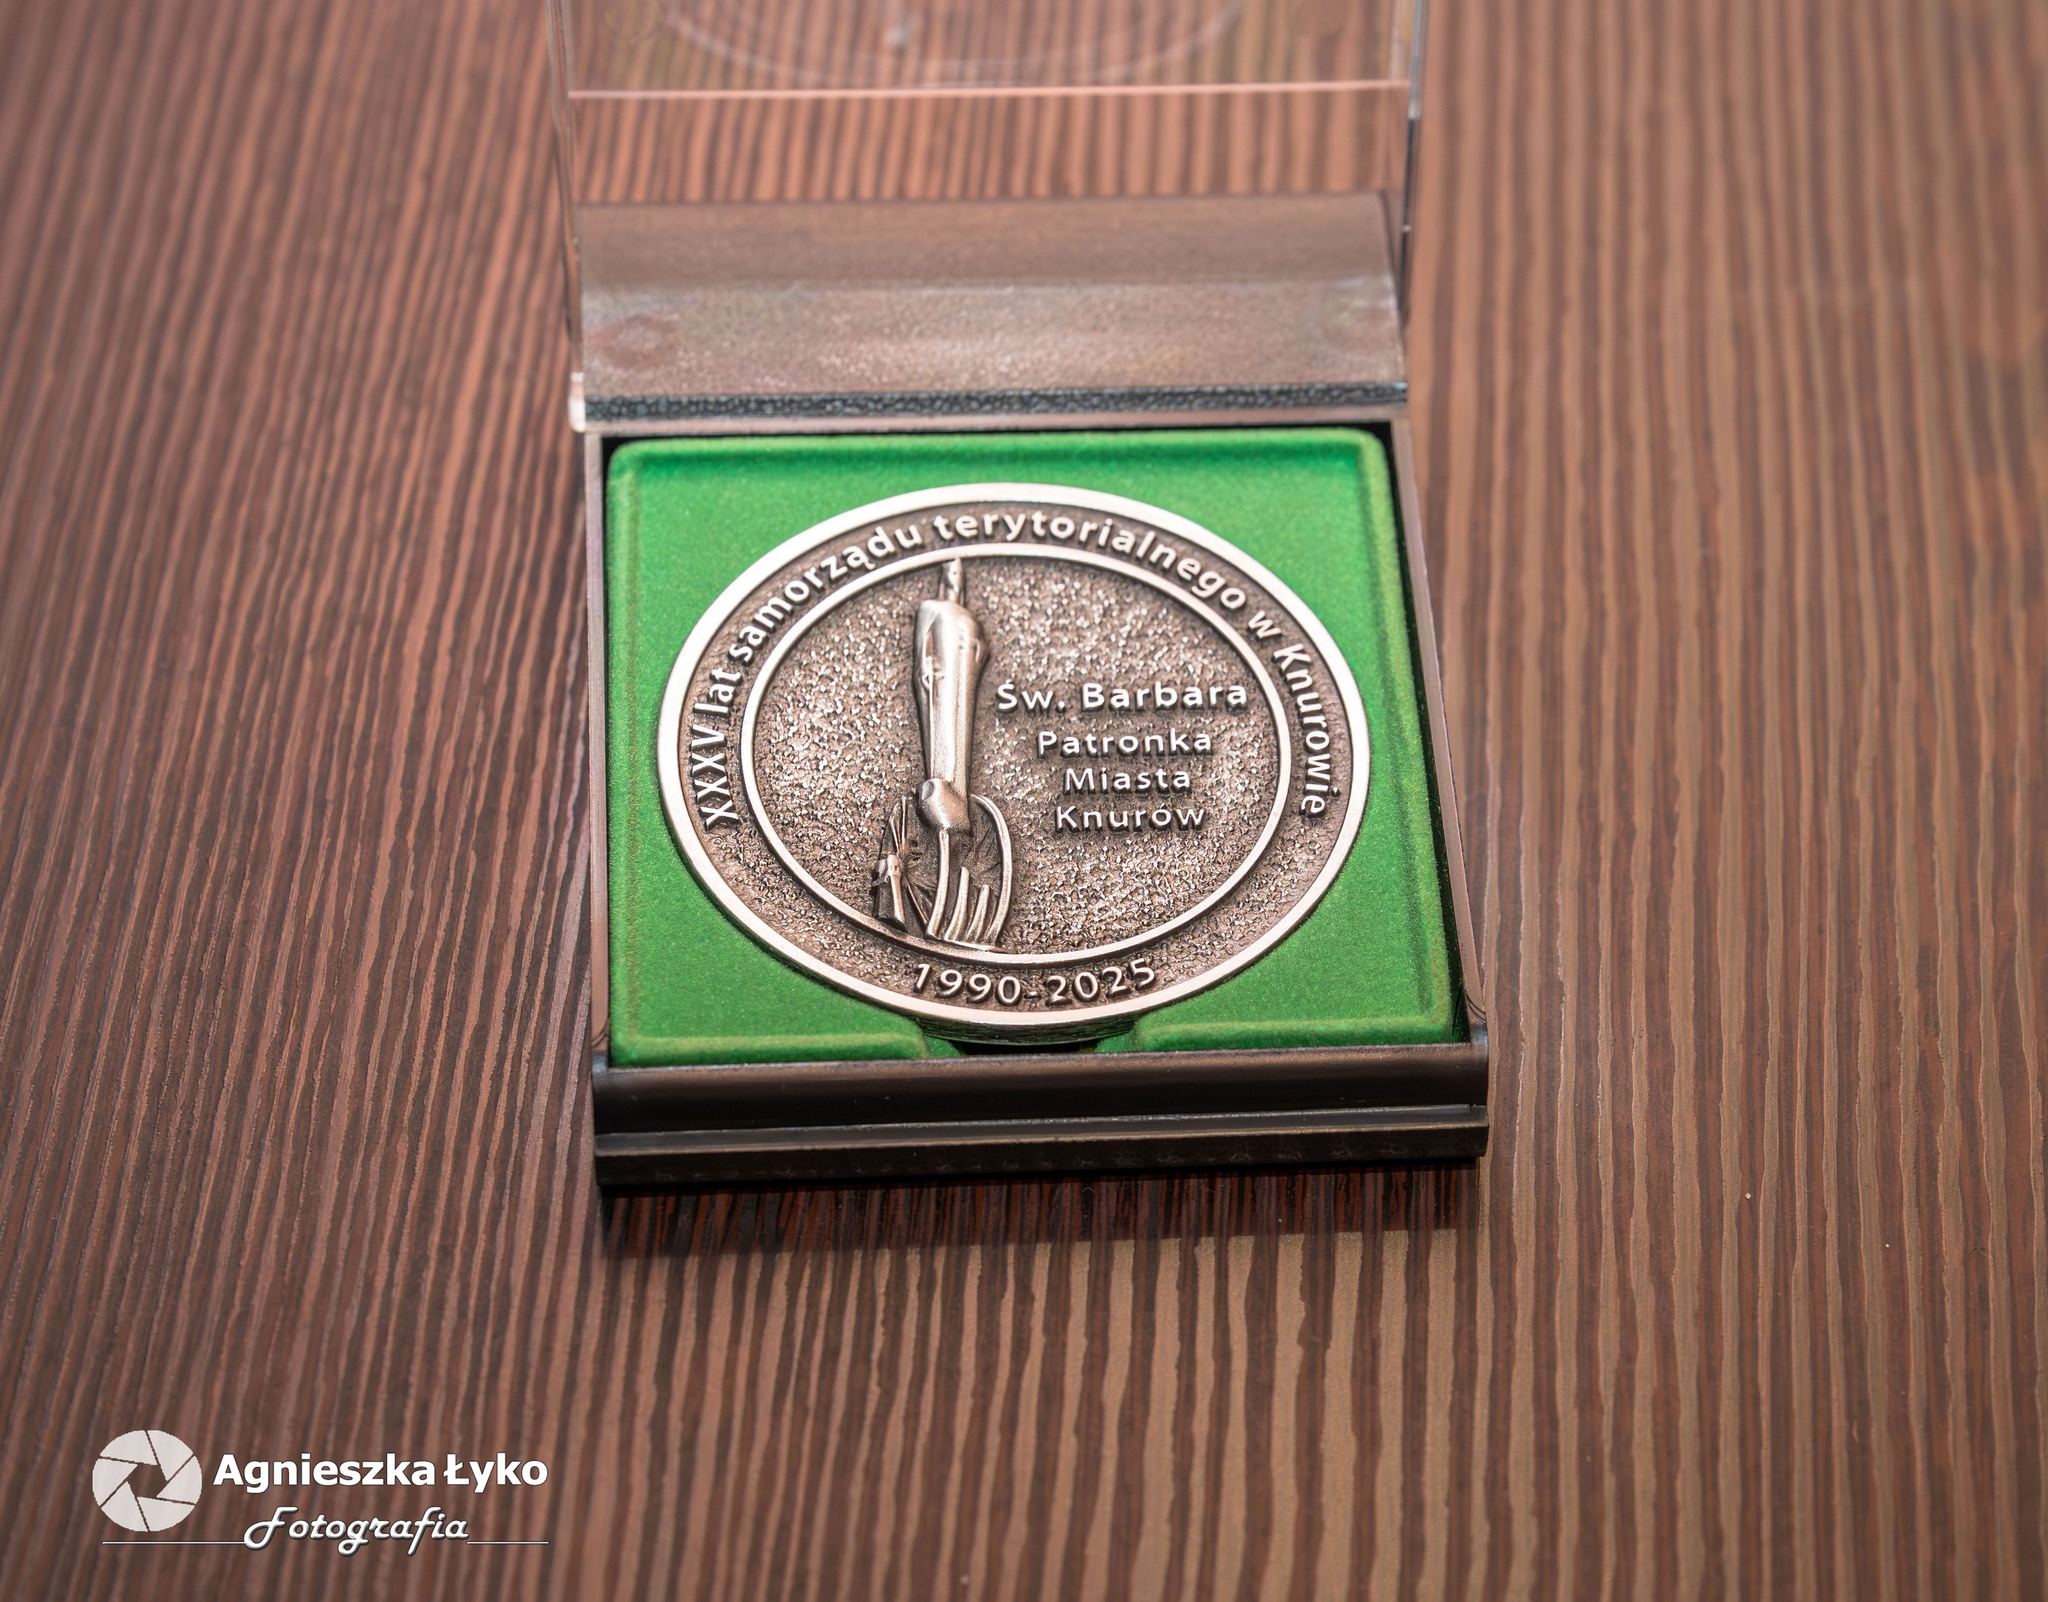 XXXV lat samorządu terytorialnego w Knurowie
Św. Barbara
Patronka
Miasta
Knurów
1990-2025
Agnieszka Łyko
Fotografia